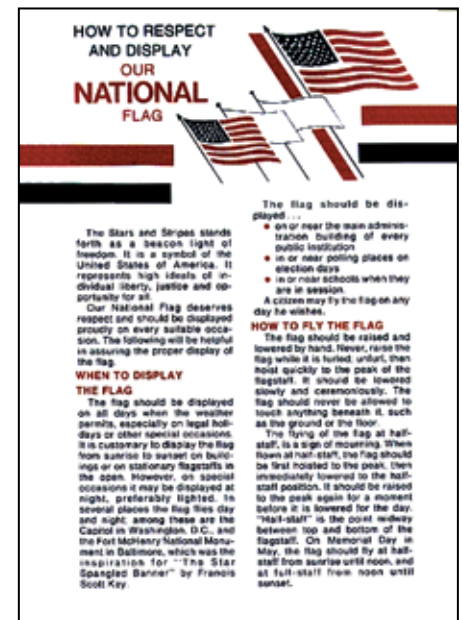 HOW TO RESPECT
AND DISPLAY
OUR
NATIONAL
FLAG
The Stars and Stripes stands
forth as a beacon light of
freedom. It is a symbol of the
United States of America. It
represents high ideals of in-
dividual liberty, justice and op-
portunity for all.
Our National Flag deserves
respect and should be displayed
proudly on every suitable occa-
sion. The following will be helpful
in assuring the proper display of
the flag.
WHEN TO DISPLAY
THE FLAG
The flag should be displayed
on all days when the weather
permits, especially on legal holi-
days or other special occasions.
It is customary to display the flag
from sunrise to sunset on build-
ings or on stationary flagstaffs in
the open. However, on special
occasions it may be displayed at
night, preferably lighted. In
several places the flag flies day
and night; among these are the
Capitol in Washington, D.C., and
the Fort McHenry National Monu-
ment in Baltimore, which was the
inspiration for "The Star
Spangled Banner" by Francis
Scott Key.
The flag should be dis-
played...
• on or near the main adminis-
tration building of every
public institution
• in or near polling places on
election days
• in or near schools when they
are in session.
A citizen may fly the flag on any
day he wishes.
HOW TO FLY THE FLAG
The flag should be raised and
lowered by hand. Never, raise the
flag while it is furled; unfurl, then
hoist quickly to the peak of the
flagstaff. It should be lowered
slowly and ceremoniously. The
flag should never be allowed to
touch anything beneath it, such
as the ground or the floor.
The flying of the flag at half-
staff, is a sign of mourning. When
flown at half-staff, the flag should
be first hoisted to the peak, then
immediately lowered to the half-
staff position. It should be raised
to the peak again for a moment
before it is lowered for the day.
"Half-staff" is the point midway
between top and bottom of the
flagstaff. On Memorial Day in
May, the flag should fly at half-
staff from sunrise until noon, and
at full-staff from noon until
sunset.